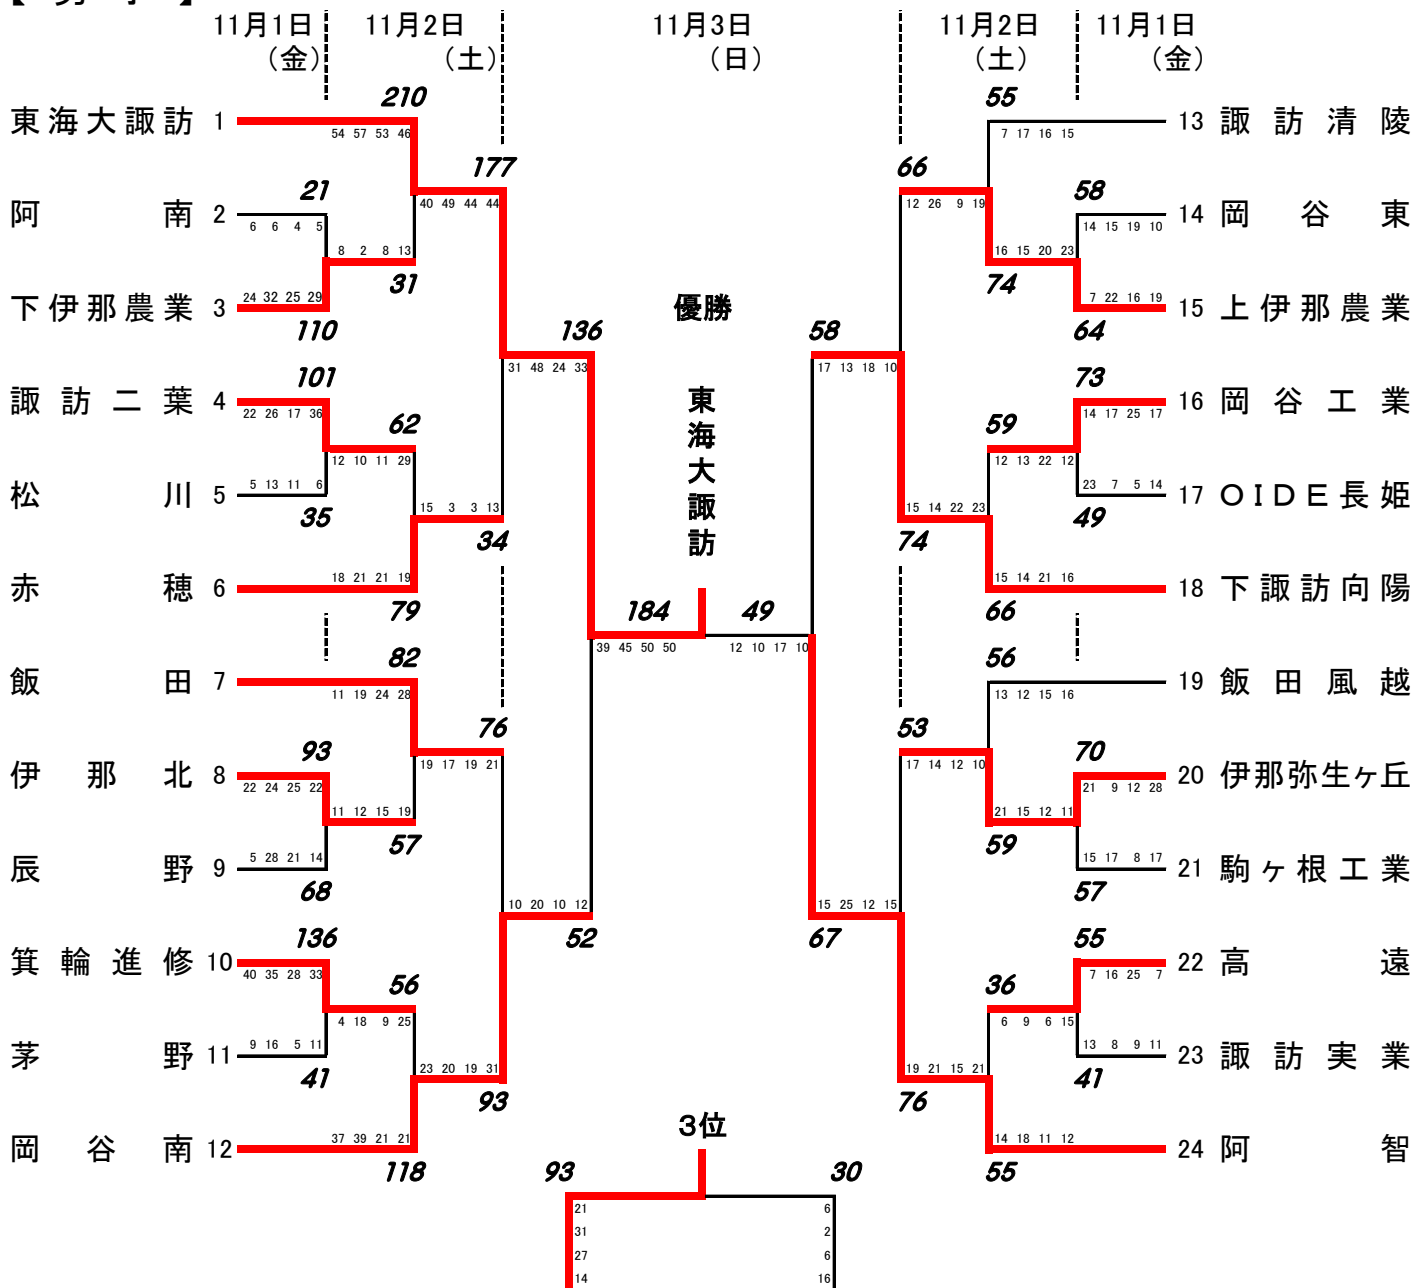 11月1日
（金）
11月2日
（土）
11月3日
（日）
11月2日
（土）
11月1日
（金）
東海大諏訪 1
210
54 57 53 46
阿南 2
21
6 6 4 5
8 2 8 13
31
下伊那農業 3
24 32 25 29
110
177
40 49 44 44
諏訪二葉 4
101
22 26 17 36
62
12 10 11 29
松川 5
5 13 11 6
35
15 3 3 13
34
赤穂 6
18 21 21 19
79
136
31 48 24 33
飯田 7
82
11 19 24 28
76
19 17 19 21
伊那北 8
93
22 24 25 22
11 12 15 19
57
辰野 9
5 28 21 14
68
10 20 10 12
52
箕輪進修 10
136
40 35 28 33
56
4 18 9 25
茅野 11
9 16 5 11
41
23 20 19 31
93
岡谷南 12
37 39 21 21
118
優勝
東海大諏訪
184
39 45 50 50
49
12 10 17 10
55
7 17 16 15
13 諏訪清陵
66
12 26 9 19
58
14 15 19 10
14 岡谷東
16 15 20 23
74
7 22 16 19
64
15 上伊那農業
58
17 13 18 10
73
14 17 25 17
16 岡谷工業
59
12 13 22 12
23 7 5 14
49
17 OIDE長姫
15 14 22 23
74
15 14 21 16
66
18 下諏訪向陽
56
13 12 15 16
19 飯田風越
53
17 14 12 10
70
21 9 12 28
20 伊那弥生ヶ丘
21 15 12 11
59
15 17 8 17
57
21 駒ヶ根工業
15 25 12 15
67
55
7 16 25 7
22 高遠
36
6 9 6 15
13 8 9 11
41
23 諏訪実業
19 21 15 21
76
14 18 11 12
55
24 阿智
3位
93
30
21
31
27
14
6
2
6
16